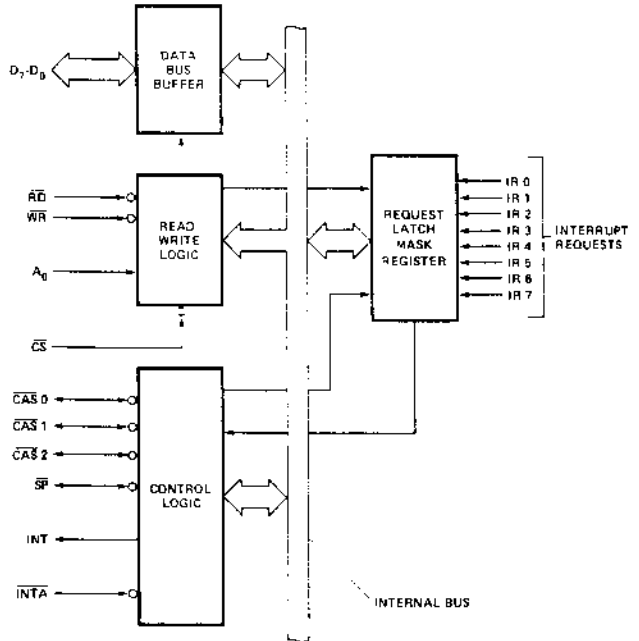 DATA
BUS
BUFFER
D₇-D₀
RD
WR
A₀
READ
WRITE
LOGIC
CS
REQUEST
LATCH
MASK
REGISTER
IR 0
IR 1
IR 2
IR 3
IR 4
IR 5
IR 6
IR 7
INTERRUPT
REQUESTS
CAS 0
CAS 1
CAS 2
SP
INT
INTA
CONTROL
LOGIC
INTERNAL BUS